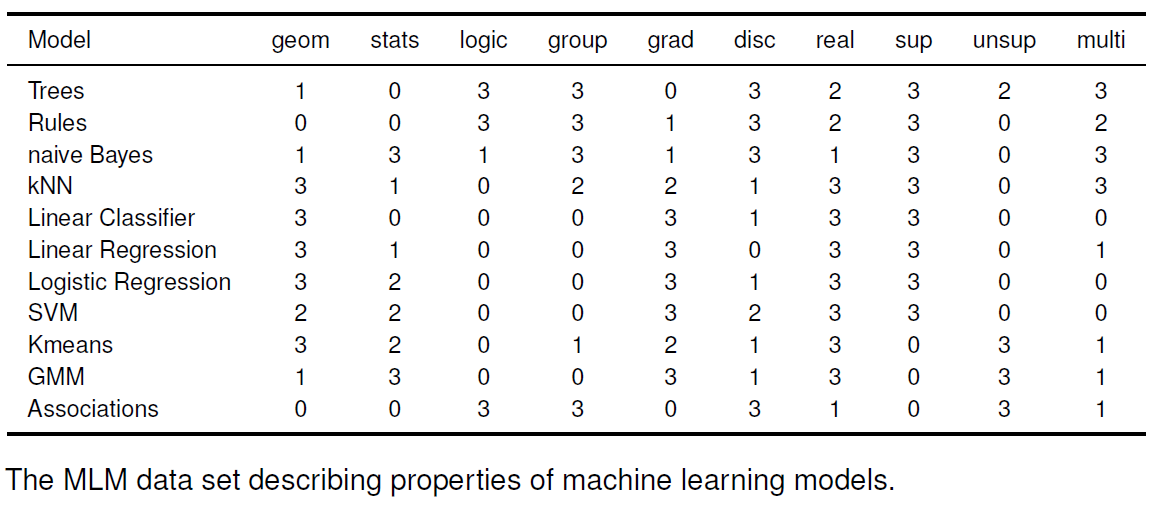 Model geom stats logic group grad disc real sup unsup multi
Trees 1 0 3 3 0 3 2 3 2 3
Rules 0 0 3 3 1 3 2 3 0 2
naive Bayes 1 3 1 3 1 3 1 3 0 3
kNN 3 1 0 2 2 1 3 3 0 3
Linear Classifier 3 0 0 0 3 1 3 3 0 0
Linear Regression 3 1 0 0 3 0 3 3 0 1
Logistic Regression 3 2 0 0 3 1 3 3 0 0
SVM 2 2 0 0 3 2 3 3 0 0
Kmeans 3 2 0 1 2 1 3 0 3 1
GMM 1 3 0 0 3 1 3 0 3 1
Associations 0 0 3 3 0 3 1 0 3 1
The MLM data set describing properties of machine learning models.